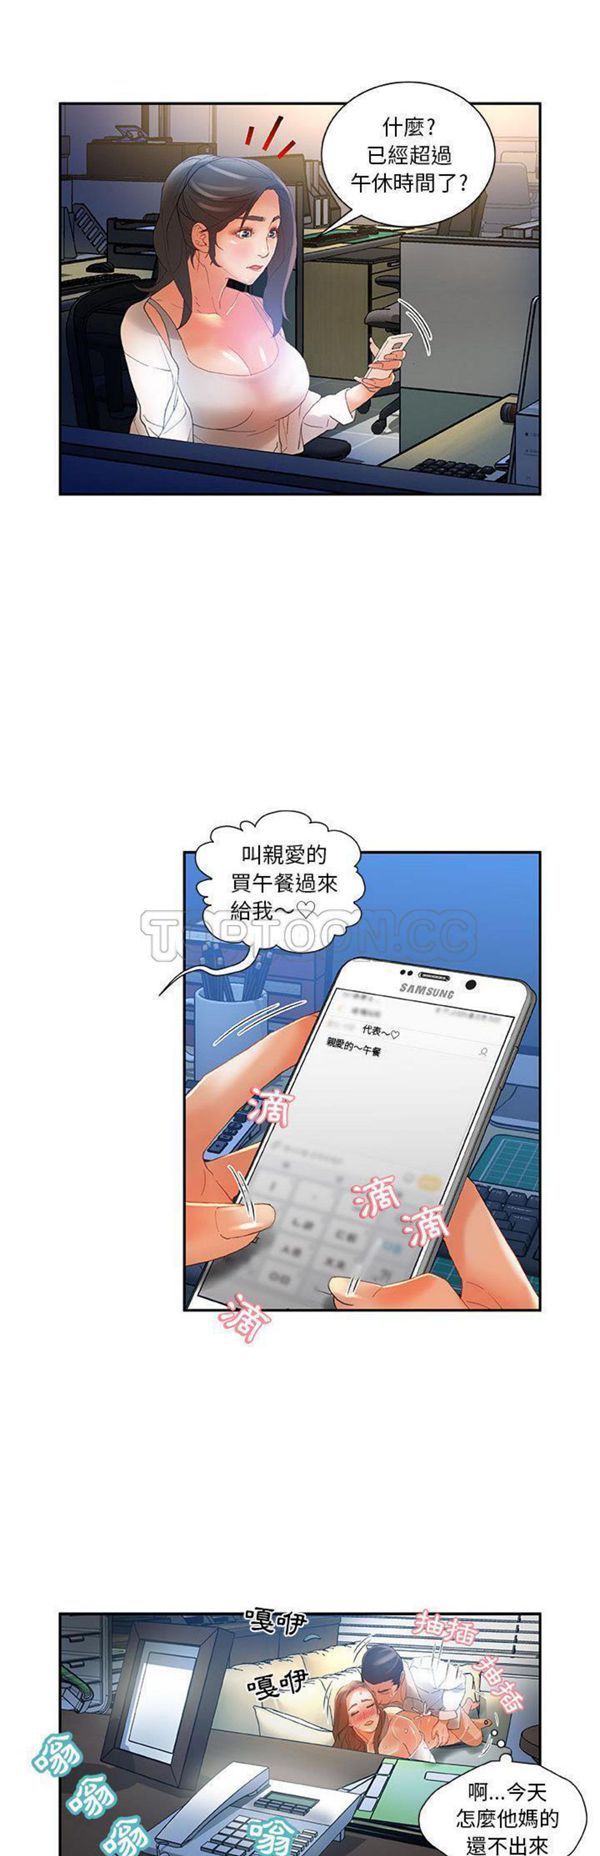 什麼?
已經超過
午休時間了?
叫親愛的
買午餐過來
給我～♡
TOPTOON.CC
SAMSUNG
代表～♡
親愛的～午餐
滴
滴
滴
滴
嘎咿
嘎咿
抽插
抽插
嗡
嗡
嗡
嗡
啊...今天
怎麼他媽的
還不出來